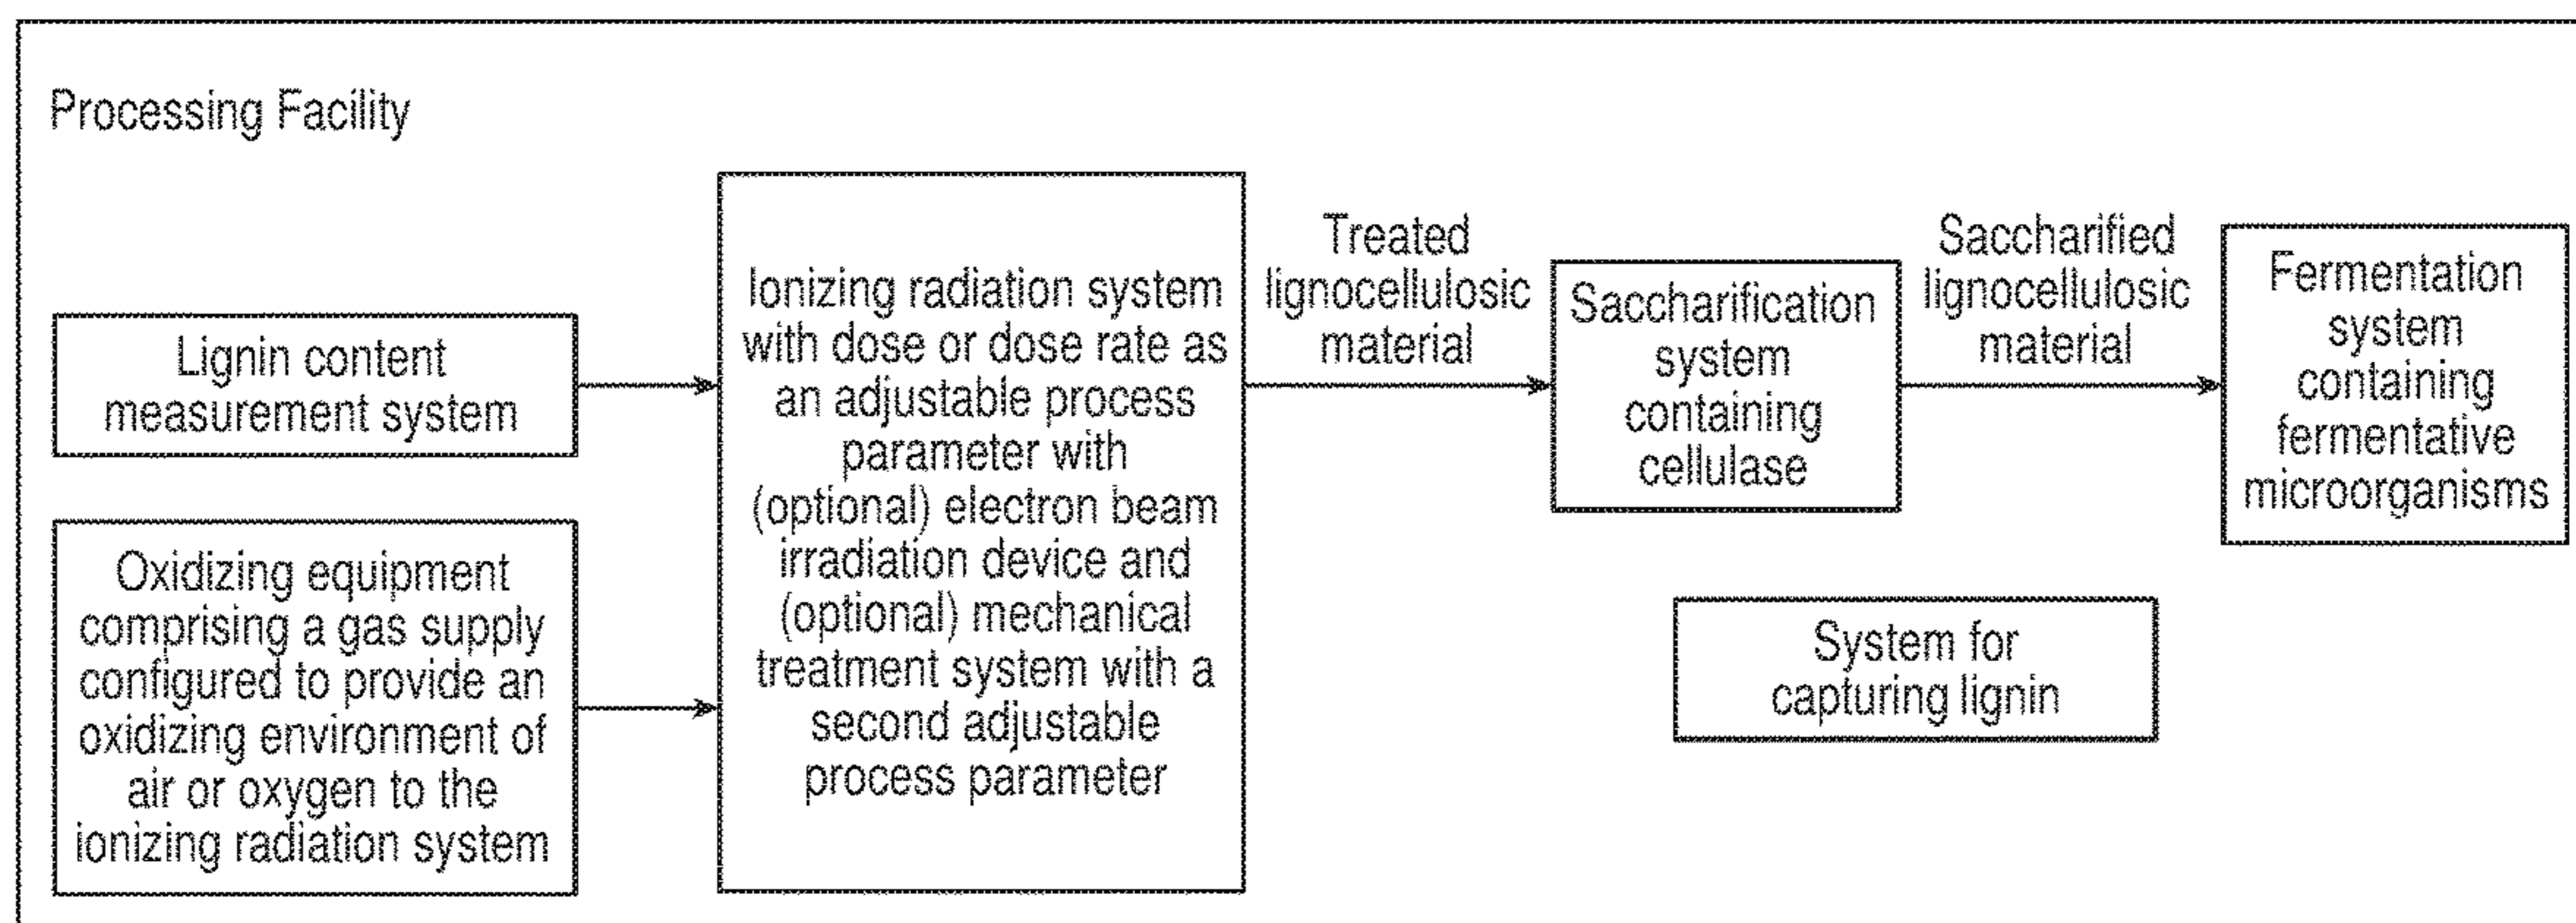 Processing Facility
Lignin content
measurement system
Oxidizing equipment
comprising a gas supply
configured to provide an
oxidizing environment of
air or oxygen to the
ionizing radiation system
Ionizing radiation system
with dose or dose rate as
an adjustable process
parameter with
(optional) electron beam
irradiation device and
(optional) mechanical
treatment system with a
second adjustable
process parameter
Treated
lignocellulosic
material
Saccharification
system
containing
cellulase
Saccharified
lignocellulosic
material
Fermentation
system
containing
fermentative
microorganisms
System for
capturing lignin